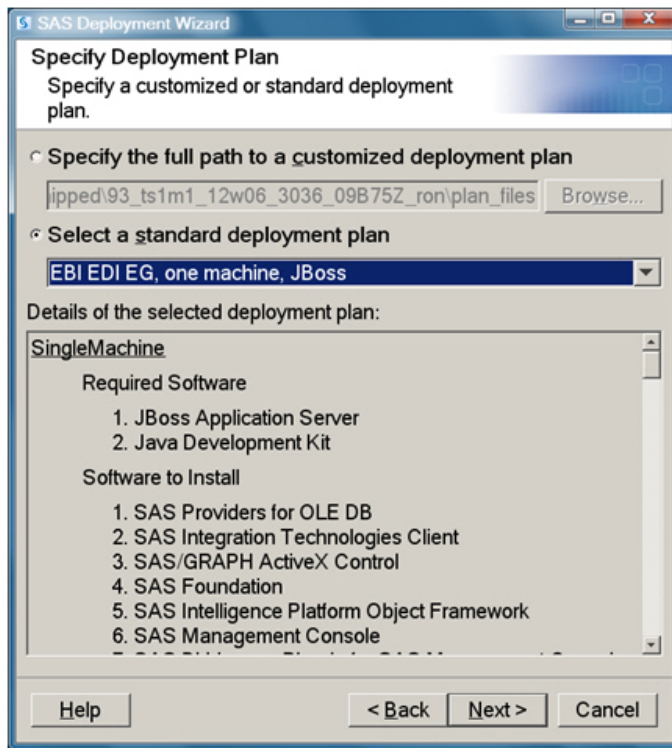 SAS Deployment Wizard
Specify Deployment Plan
Specify a customized or standard deployment
plan.
Specify the full path to a customized deployment plan
ipped\93_ts1m1_12w06_3036_09B75Z_ron\plan_files
Browse...
Select a standard deployment plan
EBI EDI EG, one machine, JBoss
Details of the selected deployment plan:
SingleMachine
Required Software
1. JBoss Application Server
2. Java Development Kit
Software to Install
1. SAS Providers for OLE DB
2. SAS Integration Technologies Client
3. SAS/GRAPH ActiveX Control
4. SAS Foundation
5. SAS Intelligence Platform Object Framework
6. SAS Management Console
Help
< Back
Next >
Cancel